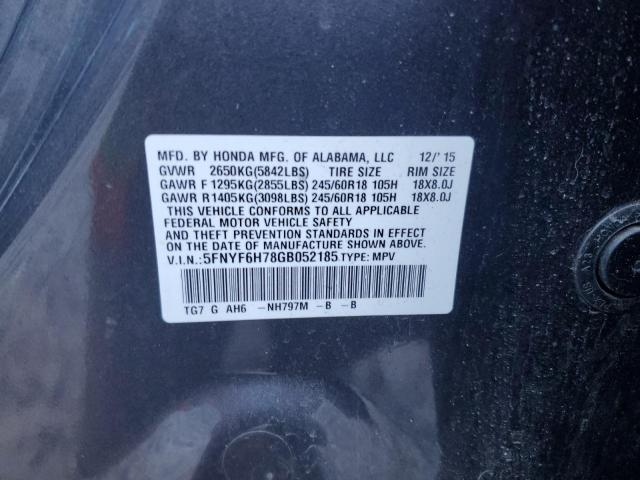 MFD. BY HONDA MFG. OF ALABAMA, LLC 12/'15
GVWR 2650KG(5842LBS) TIRE SIZE RIM SIZE
GAWR F 1295KG(2855LBS) 245/60R18 105H 18X8.0J
GAWR R1405KG(3098LBS) 245/60R18 105H 18X8.0J
THIS VEHICLE CONFORMS TO ALL APPLICABLE
FEDERAL MOTOR VEHICLE SAFETY
AND THEFT PREVENTION STANDARDS IN EFFECT
ON THE DATE OF MANUFACTURE SHOWN ABOVE.
V.I.N.: 5FNYF6H78GB052185 TYPE: MPV
TG7 G AH6 -NH797M -B -B